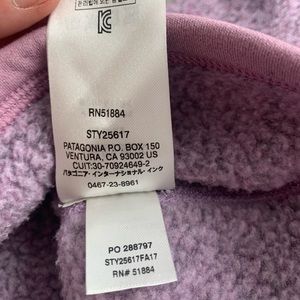 RN51884
STY25617
PATAGONIA P.O. BOX 150
VENTURA, CA 93002 US
CUIT:30-70924649-2
パタゴニア・インターナショナル・インク
0467-23-8961
PO 288797
STY25617FA17
RN# 51884